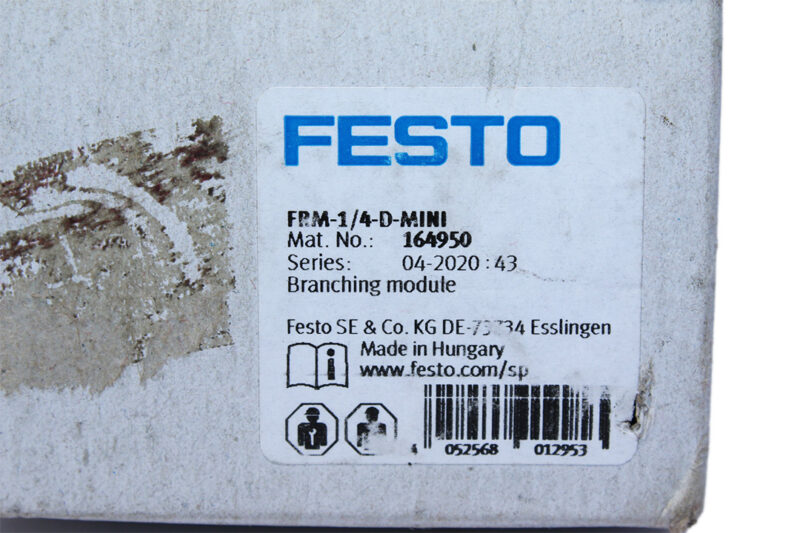 FESTO
FRM-1/4-D-MINI
Mat. No.: 164950
Series: 04-2020 : 43
Branching module
Festo SE & Co. KG DE-73734 Esslingen
Made in Hungary
www.festo.com/sp
4 052568 012953